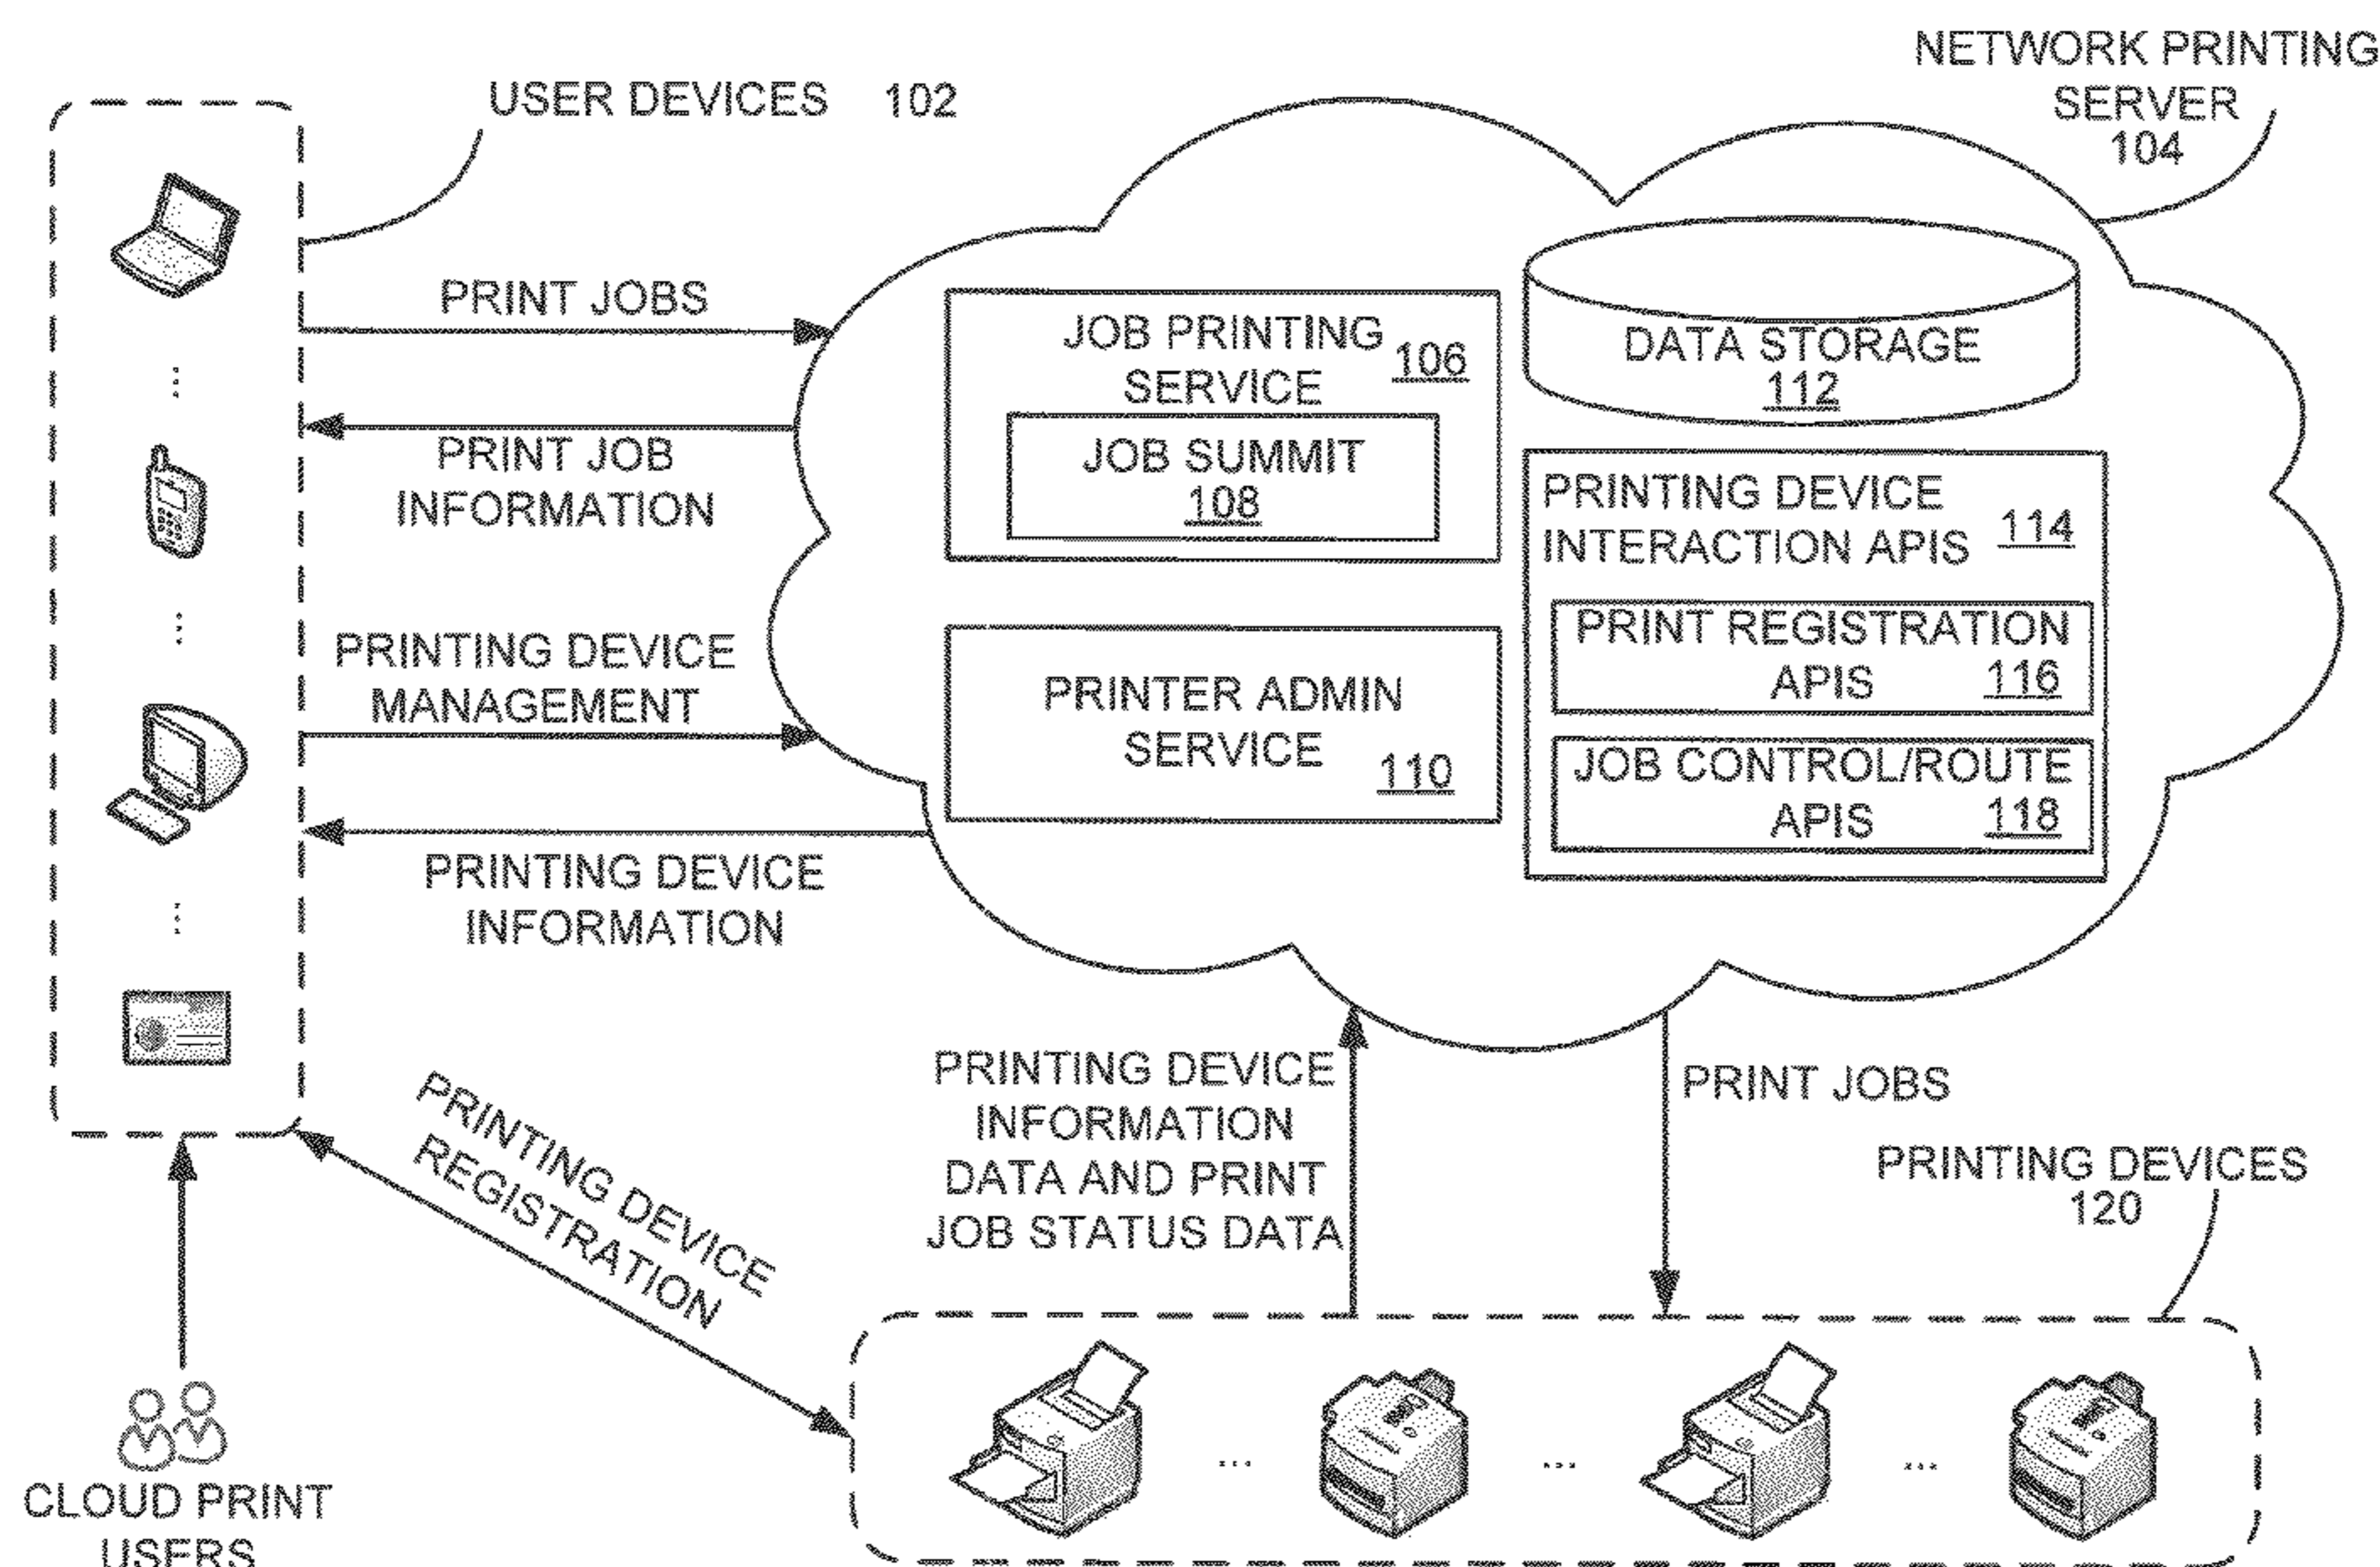 NETWORK PRINTING
SERVER
104
USER DEVICES 102
PRINT JOBS
PRINT JOB
INFORMATION
PRINTING DEVICE
MANAGEMENT
PRINTING DEVICE
INFORMATION
JOB PRINTING
SERVICE 106
JOB SUMMIT
108
PRINTER ADMIN
SERVICE 110
DATA STORAGE
112
PRINTING DEVICE
INTERACTION APIS 114
PRINT REGISTRATION
APIS 116
JOB CONTROL/ROUTE
APIS 118
PRINTING DEVICE
REGISTRATION
PRINTING DEVICE
INFORMATION
DATA AND PRINT
JOB STATUS DATA
PRINT JOBS
PRINTING DEVICES
120
CLOUD PRINT
USERS